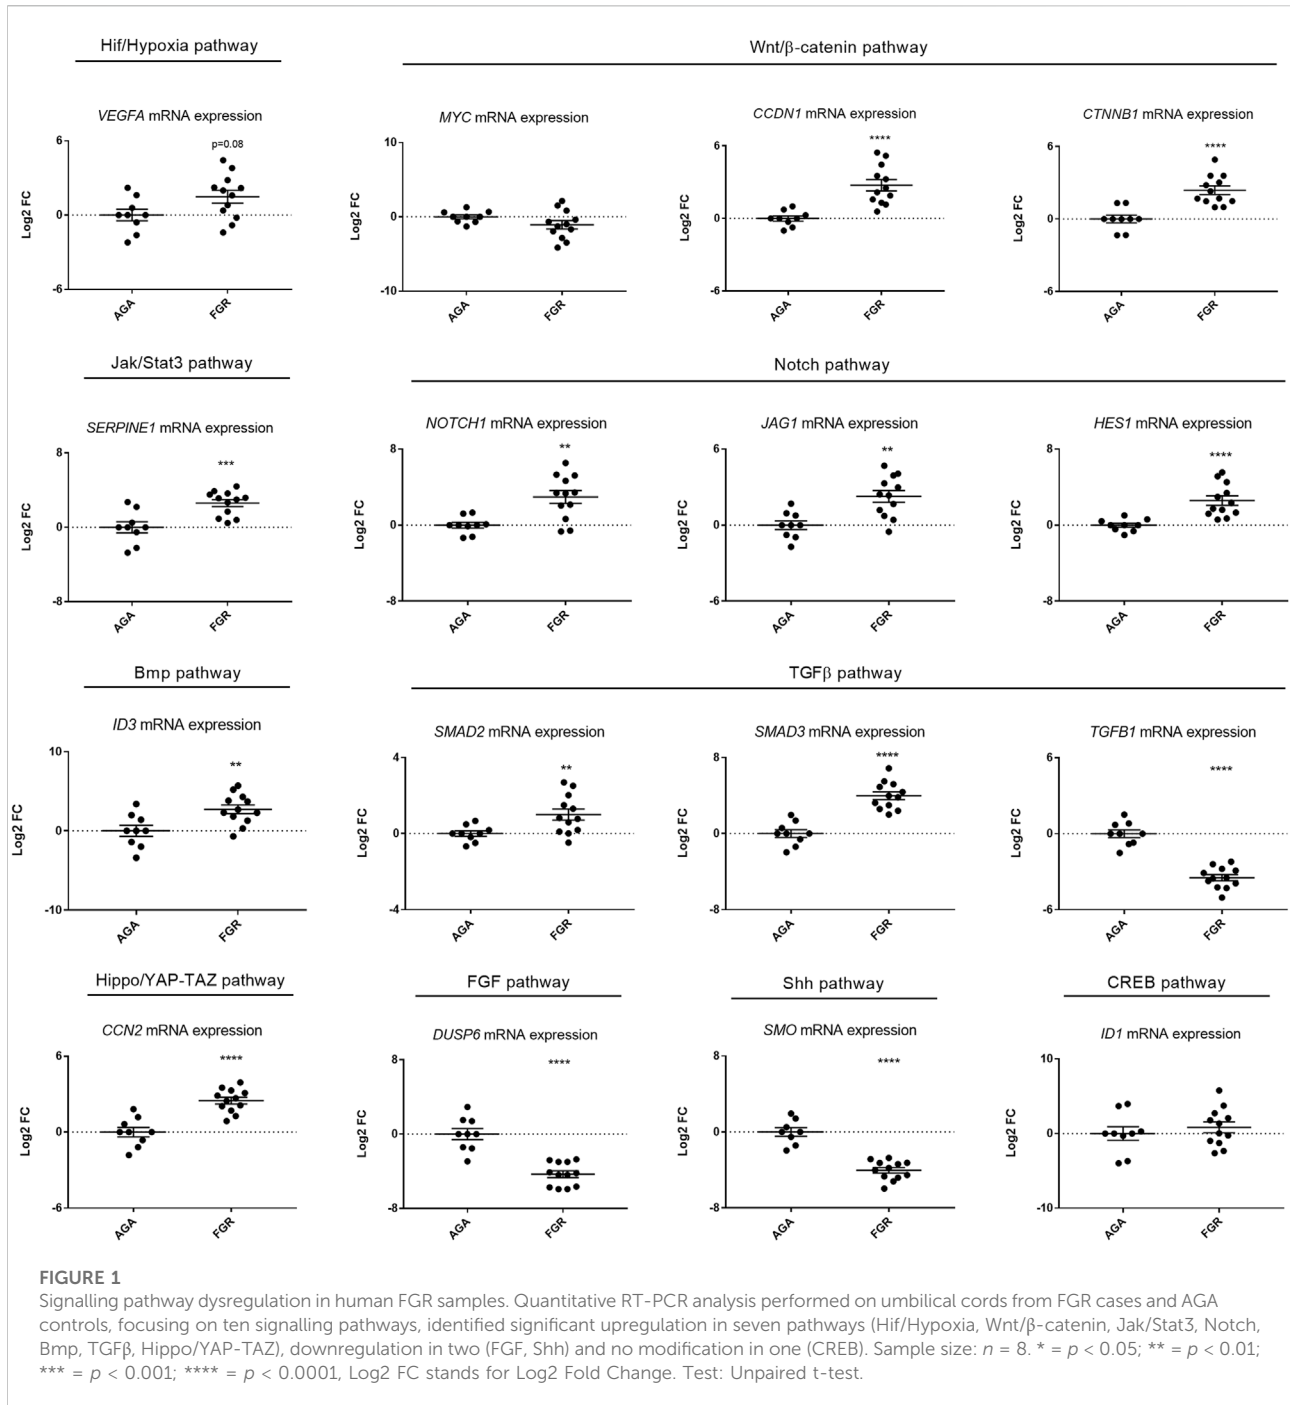 Hif/Hypoxia pathway
Wnt/β-catenin pathway
VEGFA mRNA expression
6
p=0.08
0
-6
Log2 FC
AGA
FGR
MYC mRNA expression
10
0
-10
Log2 FC
AGA
FGR
CCDN1 mRNA expression
****
6
0
-6
Log2 FC
AGA
FGR
CTNNB1 mRNA expression
****
6
0
-6
Log2 FC
AGA
FGR
Jak/Stat3 pathway
Notch pathway
SERPINE1 mRNA expression
8
***
0
-8
Log2 FC
AGA
FGR
NOTCH1 mRNA expression
8
**
0
-8
Log2 FC
AGA
FGR
JAG1 mRNA expression
6
**
0
-6
Log2 FC
AGA
FGR
HES1 mRNA expression
8
****
0
-8
Log2 FC
AGA
FGR
Bmp pathway
TGFβ pathway
ID3 mRNA expression
10
**
0
-10
Log2 FC
AGA
FGR
SMAD2 mRNA expression
4
**
0
-4
Log2 FC
AGA
FGR
SMAD3 mRNA expression
8
****
0
-8
Log2 FC
AGA
FGR
TGFB1 mRNA expression
6
****
0
-6
Log2 FC
AGA
FGR
Hippo/YAP-TAZ pathway
FGF pathway
Shh pathway
CREB pathway
CCN2 mRNA expression
6
****
0
-6
Log2 FC
AGA
FGR
DUSP6 mRNA expression
8
****
0
-8
Log2 FC
AGA
FGR
SMO mRNA expression
8
****
0
-8
Log2 FC
AGA
FGR
ID1 mRNA expression
10
0
-10
Log2 FC
AGA
FGR
FIGURE 1
Signalling pathway dysregulation in human FGR samples. Quantitative RT-PCR analysis performed on umbilical cords from FGR cases and AGA
controls, focusing on ten signalling pathways, identified significant upregulation in seven pathways (Hif/Hypoxia, Wnt/β-catenin, Jak/Stat3, Notch,
Bmp, TGFβ, Hippo/YAP-TAZ), downregulation in two (FGF, Shh) and no modification in one (CREB). Sample size: n = 8. * = p < 0.05; ** = p < 0.01;
*** = p < 0.001; **** = p < 0.0001, Log2 FC stands for Log2 Fold Change. Test: Unpaired t-test.